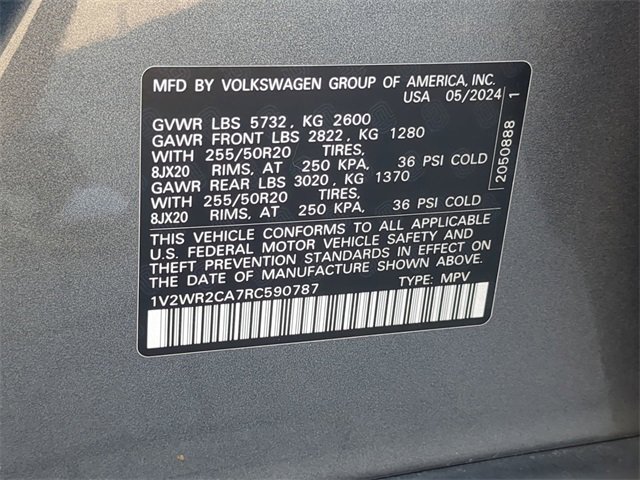 MFD BY VOLKSWAGEN GROUP OF AMERICA, INC.
USA 05/2024
GVWR LBS 5732, KG 2600
GAWR FRONT LBS 2822, KG 1280
WITH 255/50R20 TIRES,
8JX20 RIMS, AT 250 KPA, 36 PSI COLD
GAWR REAR LBS 3020, KG 1370
WITH 255/50R20 TIRES,
8JX20 RIMS, AT 250 KPA, 36 PSI COLD
THIS VEHICLE CONFORMS TO ALL APPLICABLE
U.S. FEDERAL MOTOR VEHICLE SAFETY AND
THEFT PREVENTION STANDARDS IN EFFECT ON THE
DATE OF MANUFACTURE SHOWN ABOVE.
1V2WR2CA7RC590787 TYPE: MPV
2050888 1